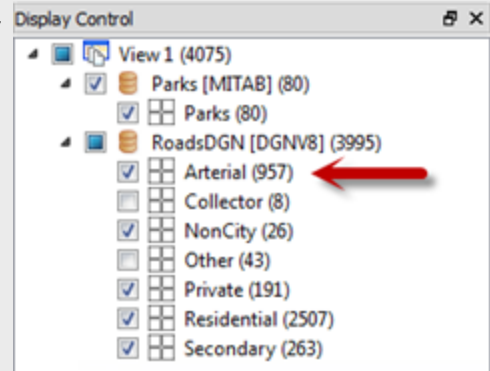 Display Control
View 1 (4075)
Parks [MITAB] (80)
Parks (80)
RoadsDGN [DGNV8] (3995)
Arterial (957)
Collector (8)
NonCity (26)
Other (43)
Private (191)
Residential (2507)
Secondary (263)